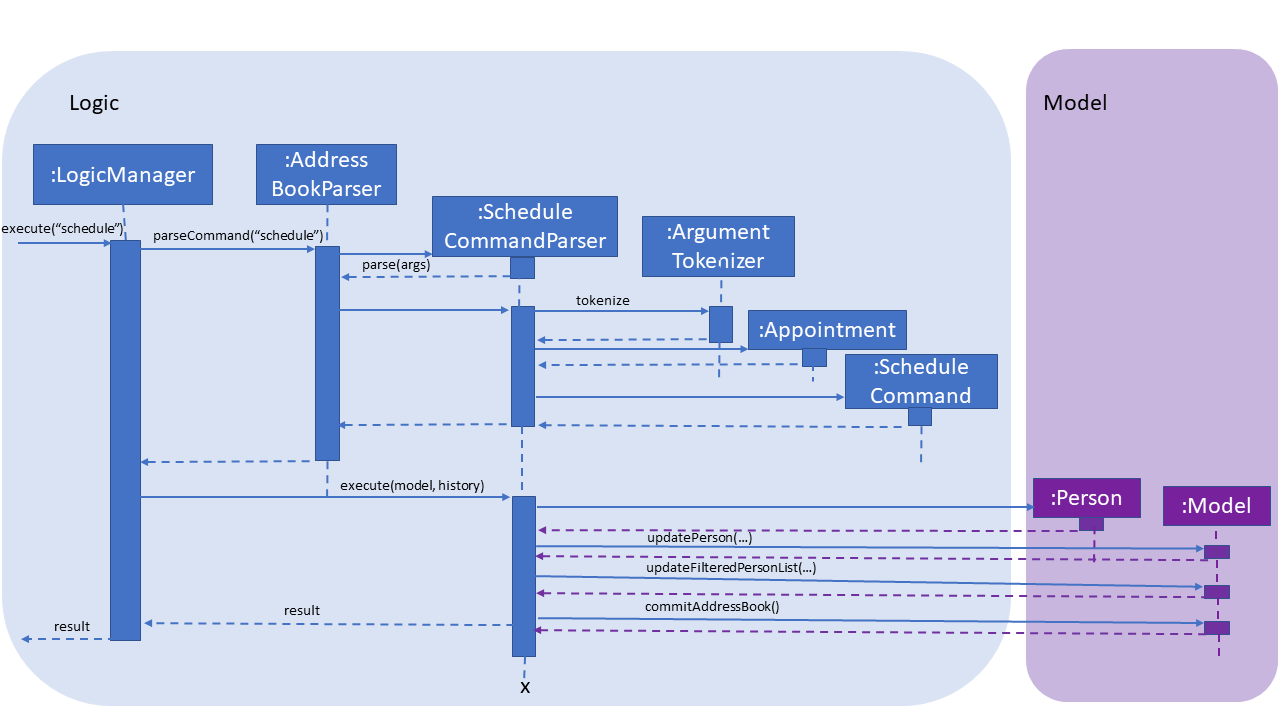 Logic
Model
:LogicManager
:Address
BookParser
:Schedule
CommandParser
:Argument
Tokenizer
execute(“schedule”)
parseCommand(“schedule”)
parse(args)
tokenize
:Appointment
:Schedule
Command
execute(model, history)
:Person
:Model
updatePerson(...)
updateFilteredPersonList(...)
commitAddressBook()
result
result
x